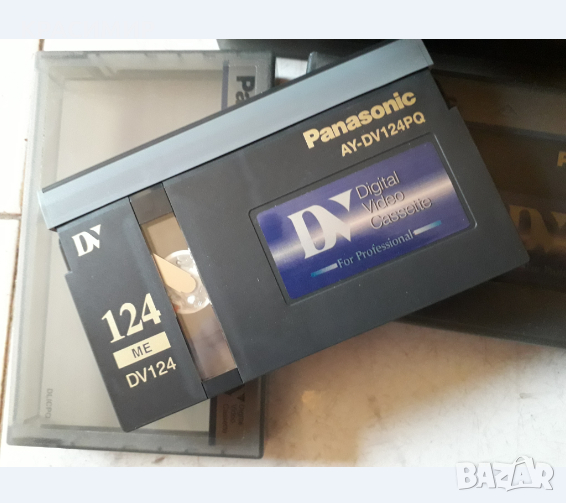 Panasonic
AY-DV124PQ
DV
Digital
Video
Cassette
For Professional
DV
124
ME
DV124
Pa
BAZAR